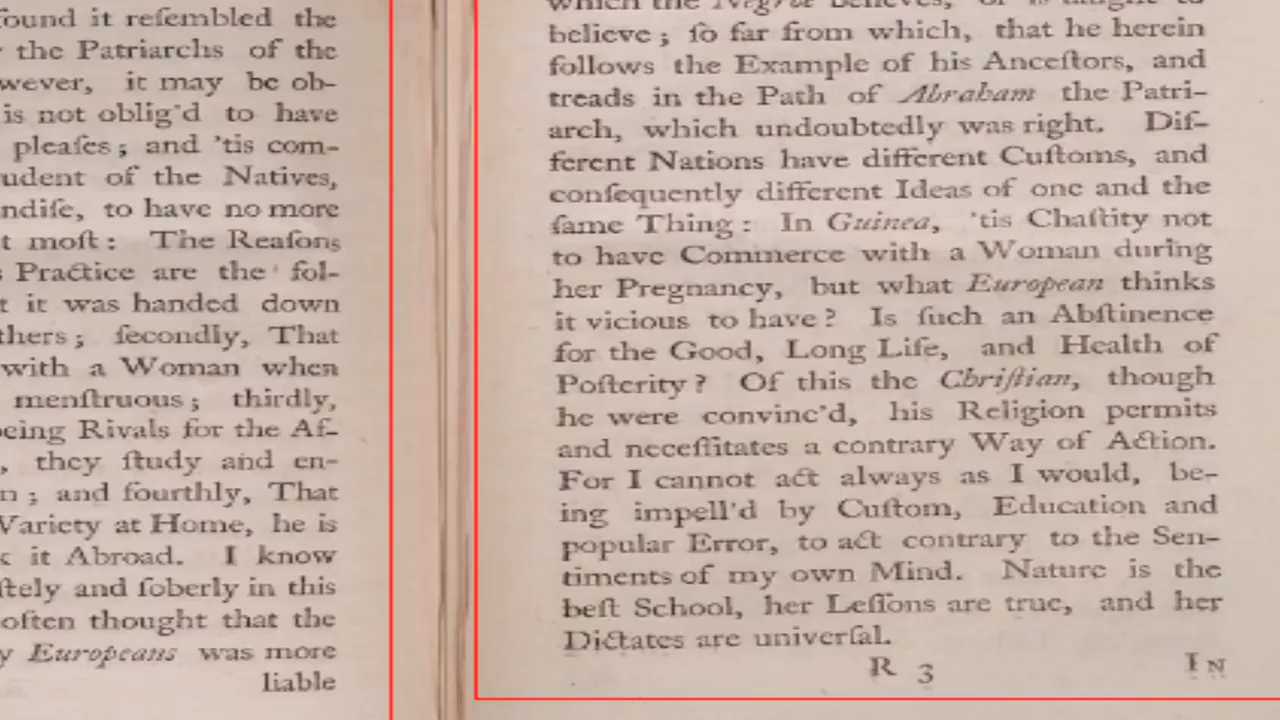 found it reſembled the
the Patriarchs of the
wever, it may be ob-
is not oblig'd to have
pleaſes; and 'tis com-
udent of the Natives,
ndiſe, to have no more
t moſt: The Reaſons
s Practice are the fol-
t it was handed down
thers; ſecondly, That
with a Woman when
menſtruous; thirdly,
being Rivals for the Af-
, they ſtudy and en-
n; and fourthly, That
Variety at Home, he is
k it Abroad. I know
ſtely and ſoberly in this
often thought that the
y Europeans was more
liable
which the Negroe believes, or is taught to
believe; ſo far from which, that he herein
follows the Example of his Anceſtors, and
treads in the Path of Abraham the Patri-
arch, which undoubtedly was right. Dif-
ferent Nations have different Cuſtoms, and
conſequently different Ideas of one and the
ſame Thing: In Guinea, 'tis Chaſtity not
to have Commerce with a Woman during
her Pregnancy, but what European thinks
it vicious to have? Is ſuch an Abſtinence
for the Good, Long Life, and Health of
Poſterity? Of this the Chriſtian, though
he were convinc'd, his Religion permits
and neceſſitates a contrary Way of Action.
For I cannot act always as I would, be-
ing impell'd by Cuſtom, Education and
popular Error, to act contrary to the Sen-
timents of my own Mind. Nature is the
beſt School, her Leſſons are true, and her
Dictates are univerſal.
R 3 IN